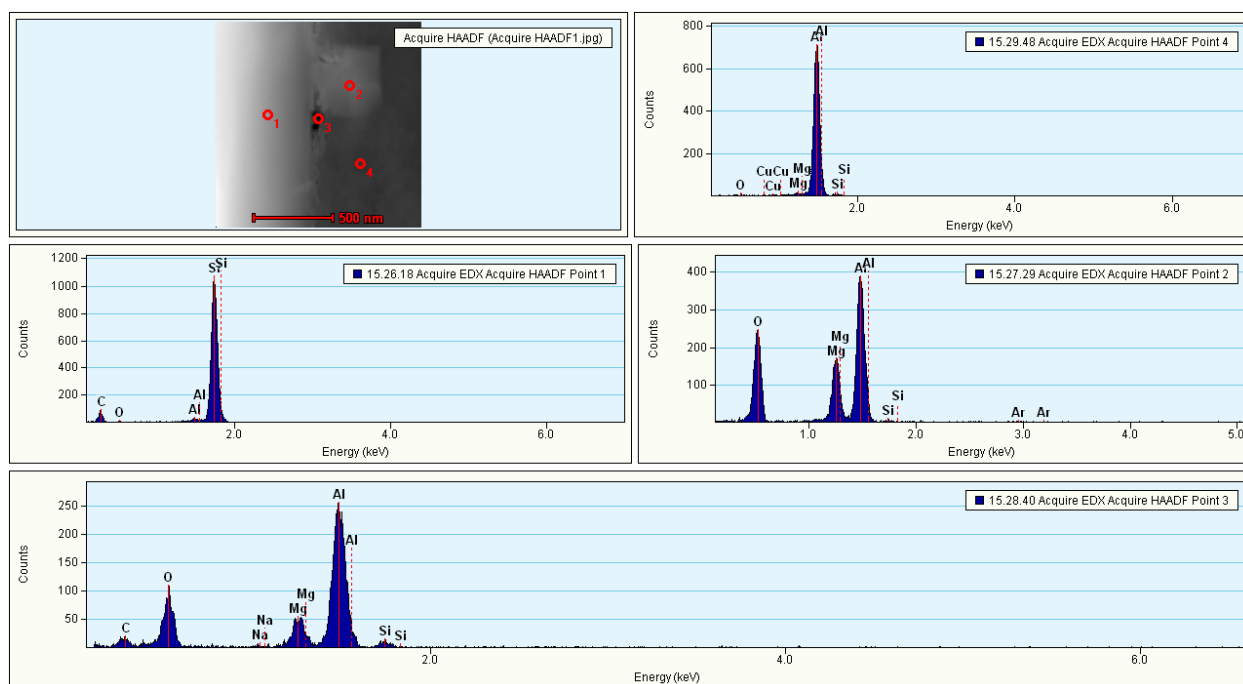 Acquire HAADF (Acquire HAADF1.jpg)
1
2
3
4
500 nm
15.29.48 Acquire EDX Acquire HAADF Point 4
Counts
800
600
400
200
O
Cu Cu
Cu
Mg
Mg
Al
Al
Si
Si
2.0 4.0 6.0
Energy (keV)
15.26.18 Acquire EDX Acquire HAADF Point 1
Counts
1200
1000
800
600
400
200
C
O
Al
Al
Si
Si
2.0 4.0 6.0
Energy (keV)
15.27.29 Acquire EDX Acquire HAADF Point 2
Counts
400
300
200
100
O
Mg
Mg
Al
Al
Si
Si
Ar Ar
1.0 2.0 3.0 4.0 5.0
Energy (keV)
15.28.40 Acquire EDX Acquire HAADF Point 3
Counts
250
200
150
100
50
C
O
Na
Na
Mg
Mg
Al
Al
Si
Si
2.0 4.0 6.0
Energy (keV)